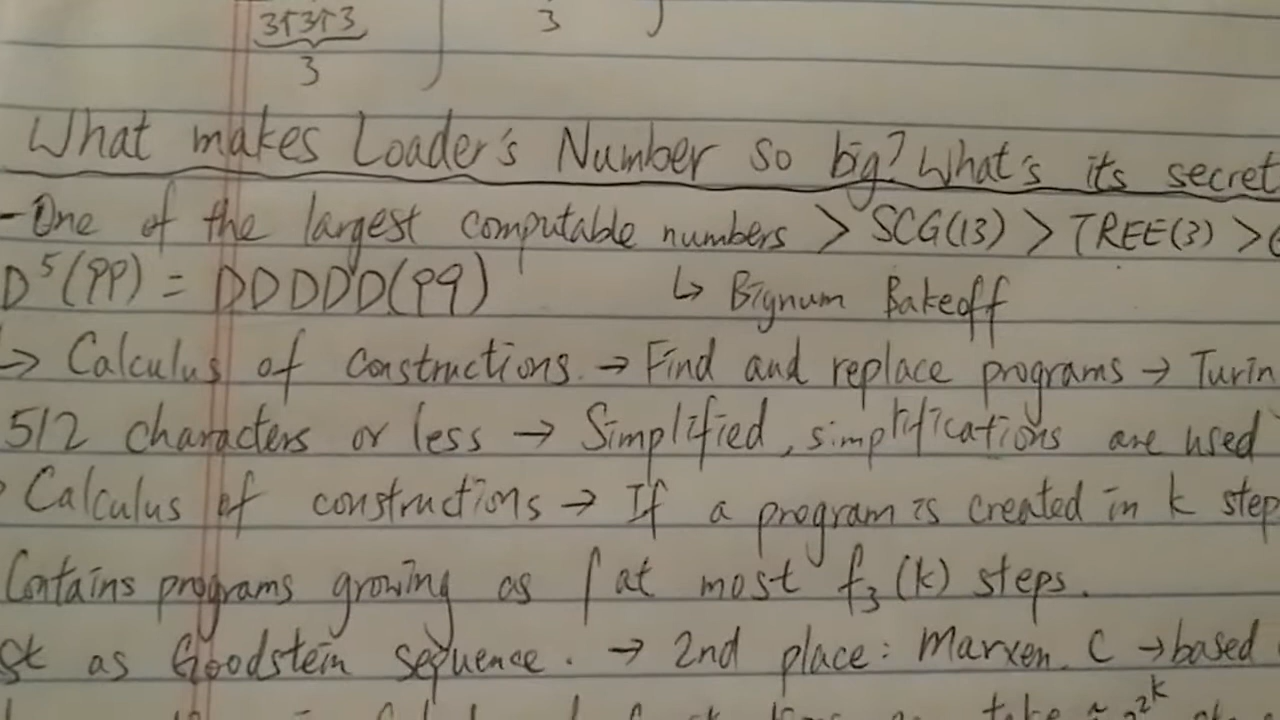 3↑3↑3 3
3
What makes Loader's Number so big? What's its secret
- One of the largest computable numbers > SCG(13) > TREE(3) >
D⁵(99) = DDDDD(99) ↳ Bignum Bakeoff
↳ Calculus of constructions. → Find and replace programs → Turin
512 characters or less → Simplified, simplifications are used
Calculus of constructions → If a program is created in k step
Contains programs growing as ⌈ at most f₃(k) steps.
st as Goodstein sequence. → 2nd place: Marxen. C → based
take ≈ 2^k